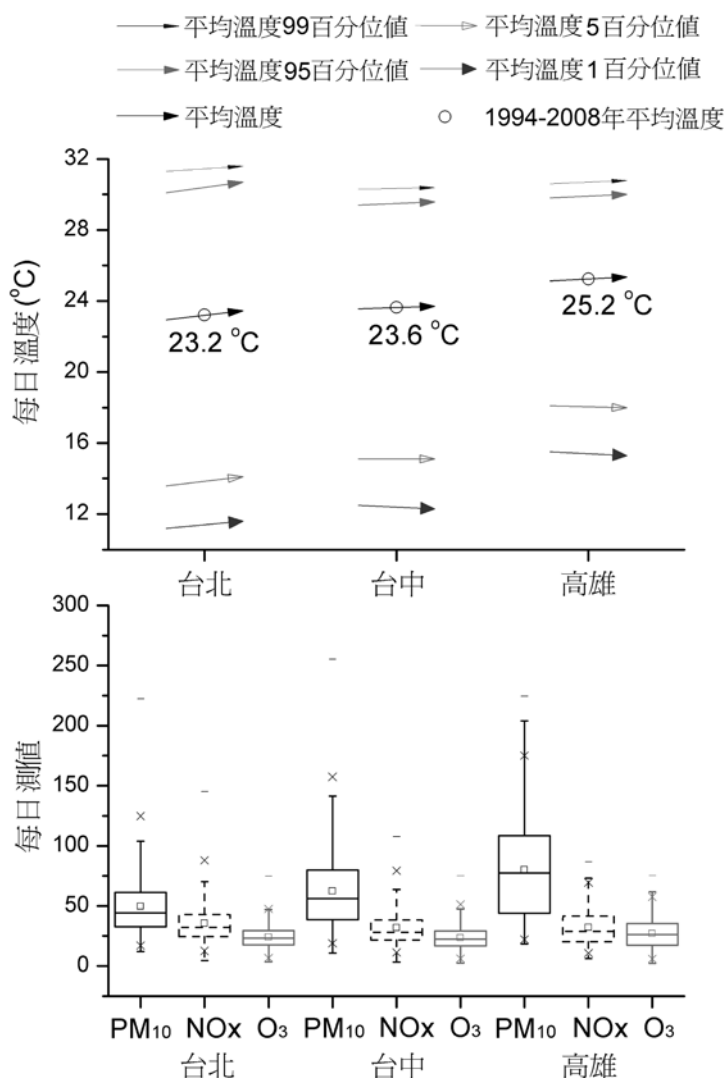 平均溫度99百分位值 平均溫度5百分位值
平均溫度95百分位值 平均溫度1百分位值
平均溫度 1994-2008年平均溫度
每日溫度(°C)
32
28
24
20
16
12
23.2 °C
23.6 °C
25.2 °C
台北 台中 高雄
每日測值
300
250
200
150
100
50
0
PM10 NOx O3 PM10 NOx O3 PM10 NOx O3
台北 台中 高雄